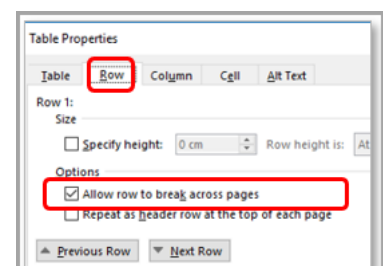 Table Properties
Table Row Column Cell Alt Text
Row 1:
Size
Specify height: 0 cm Row height is: At
Options
Allow row to break across pages
Repeat as header row at the top of each page
Previous Row Next Row